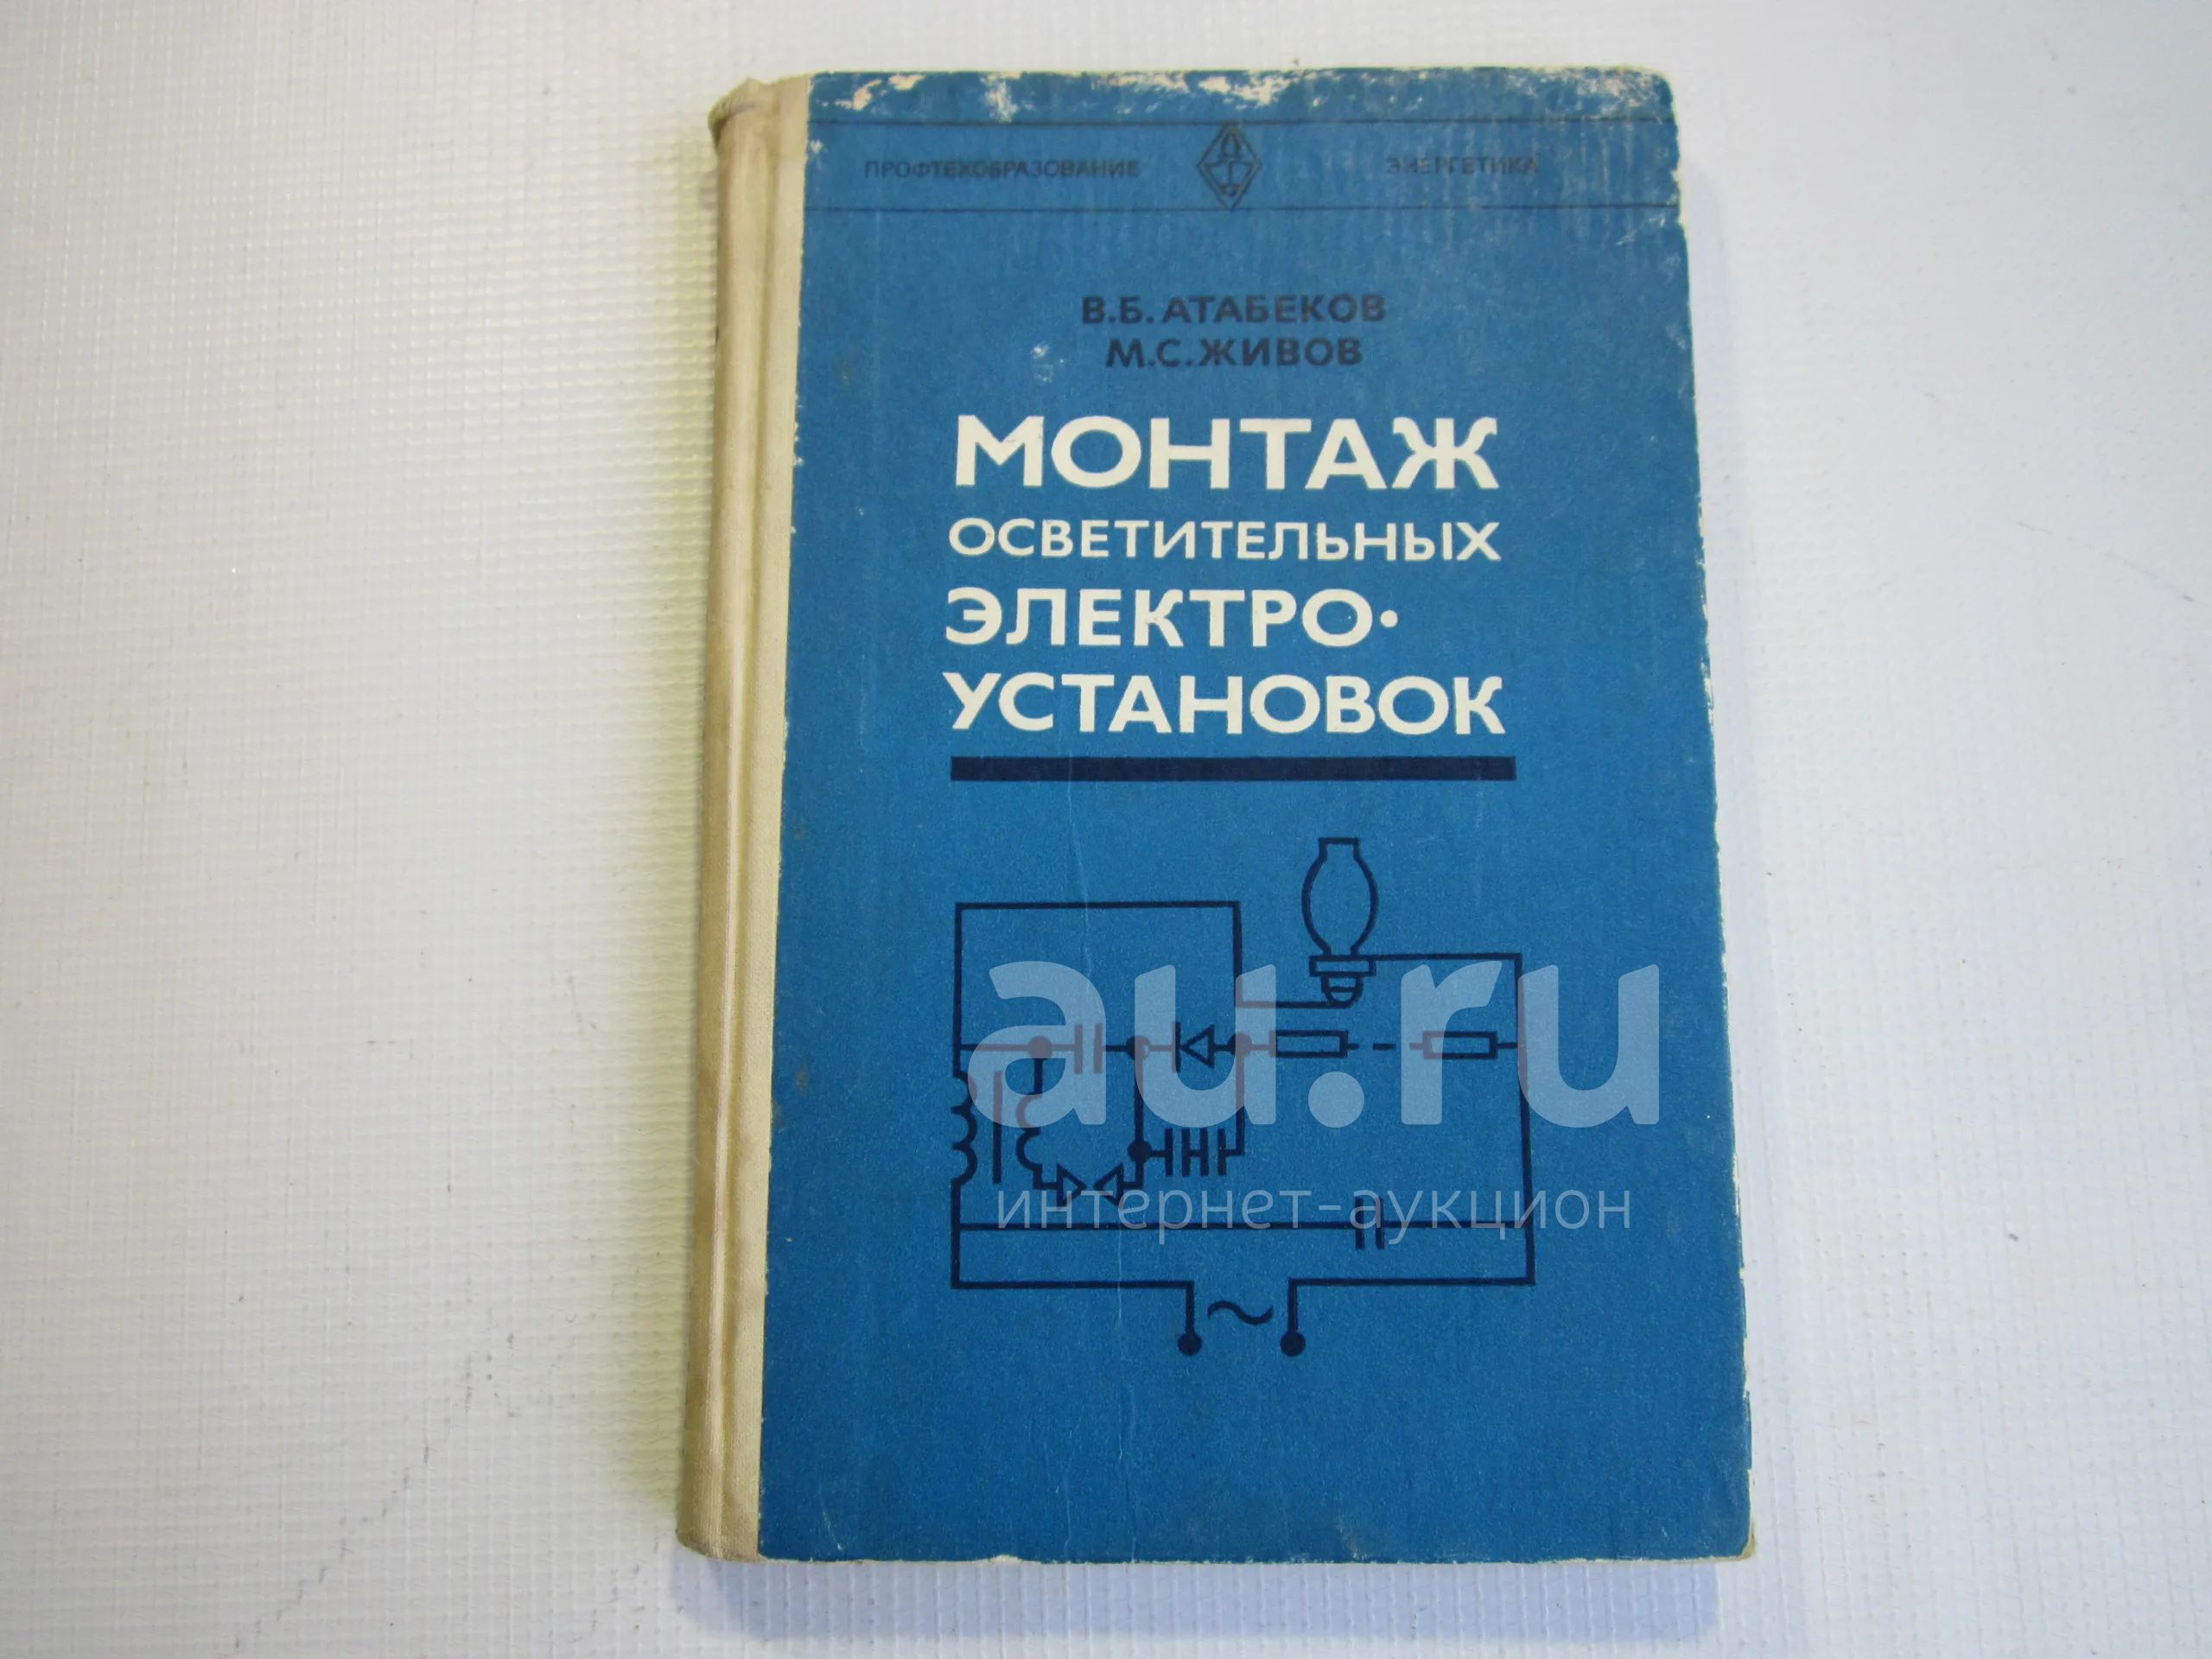 ПРОФТЕХОБРАЗОВАНИЕ ЭНЕРГЕТИКА
В.Б. АТАБЕКОВ
М.С. ЖИВОВ
МОНТАЖ
ОСВЕТИТЕЛЬНЫХ
ЭЛЕКТРО-
УСТАНОВОК
au.ru
интернет-аукцион